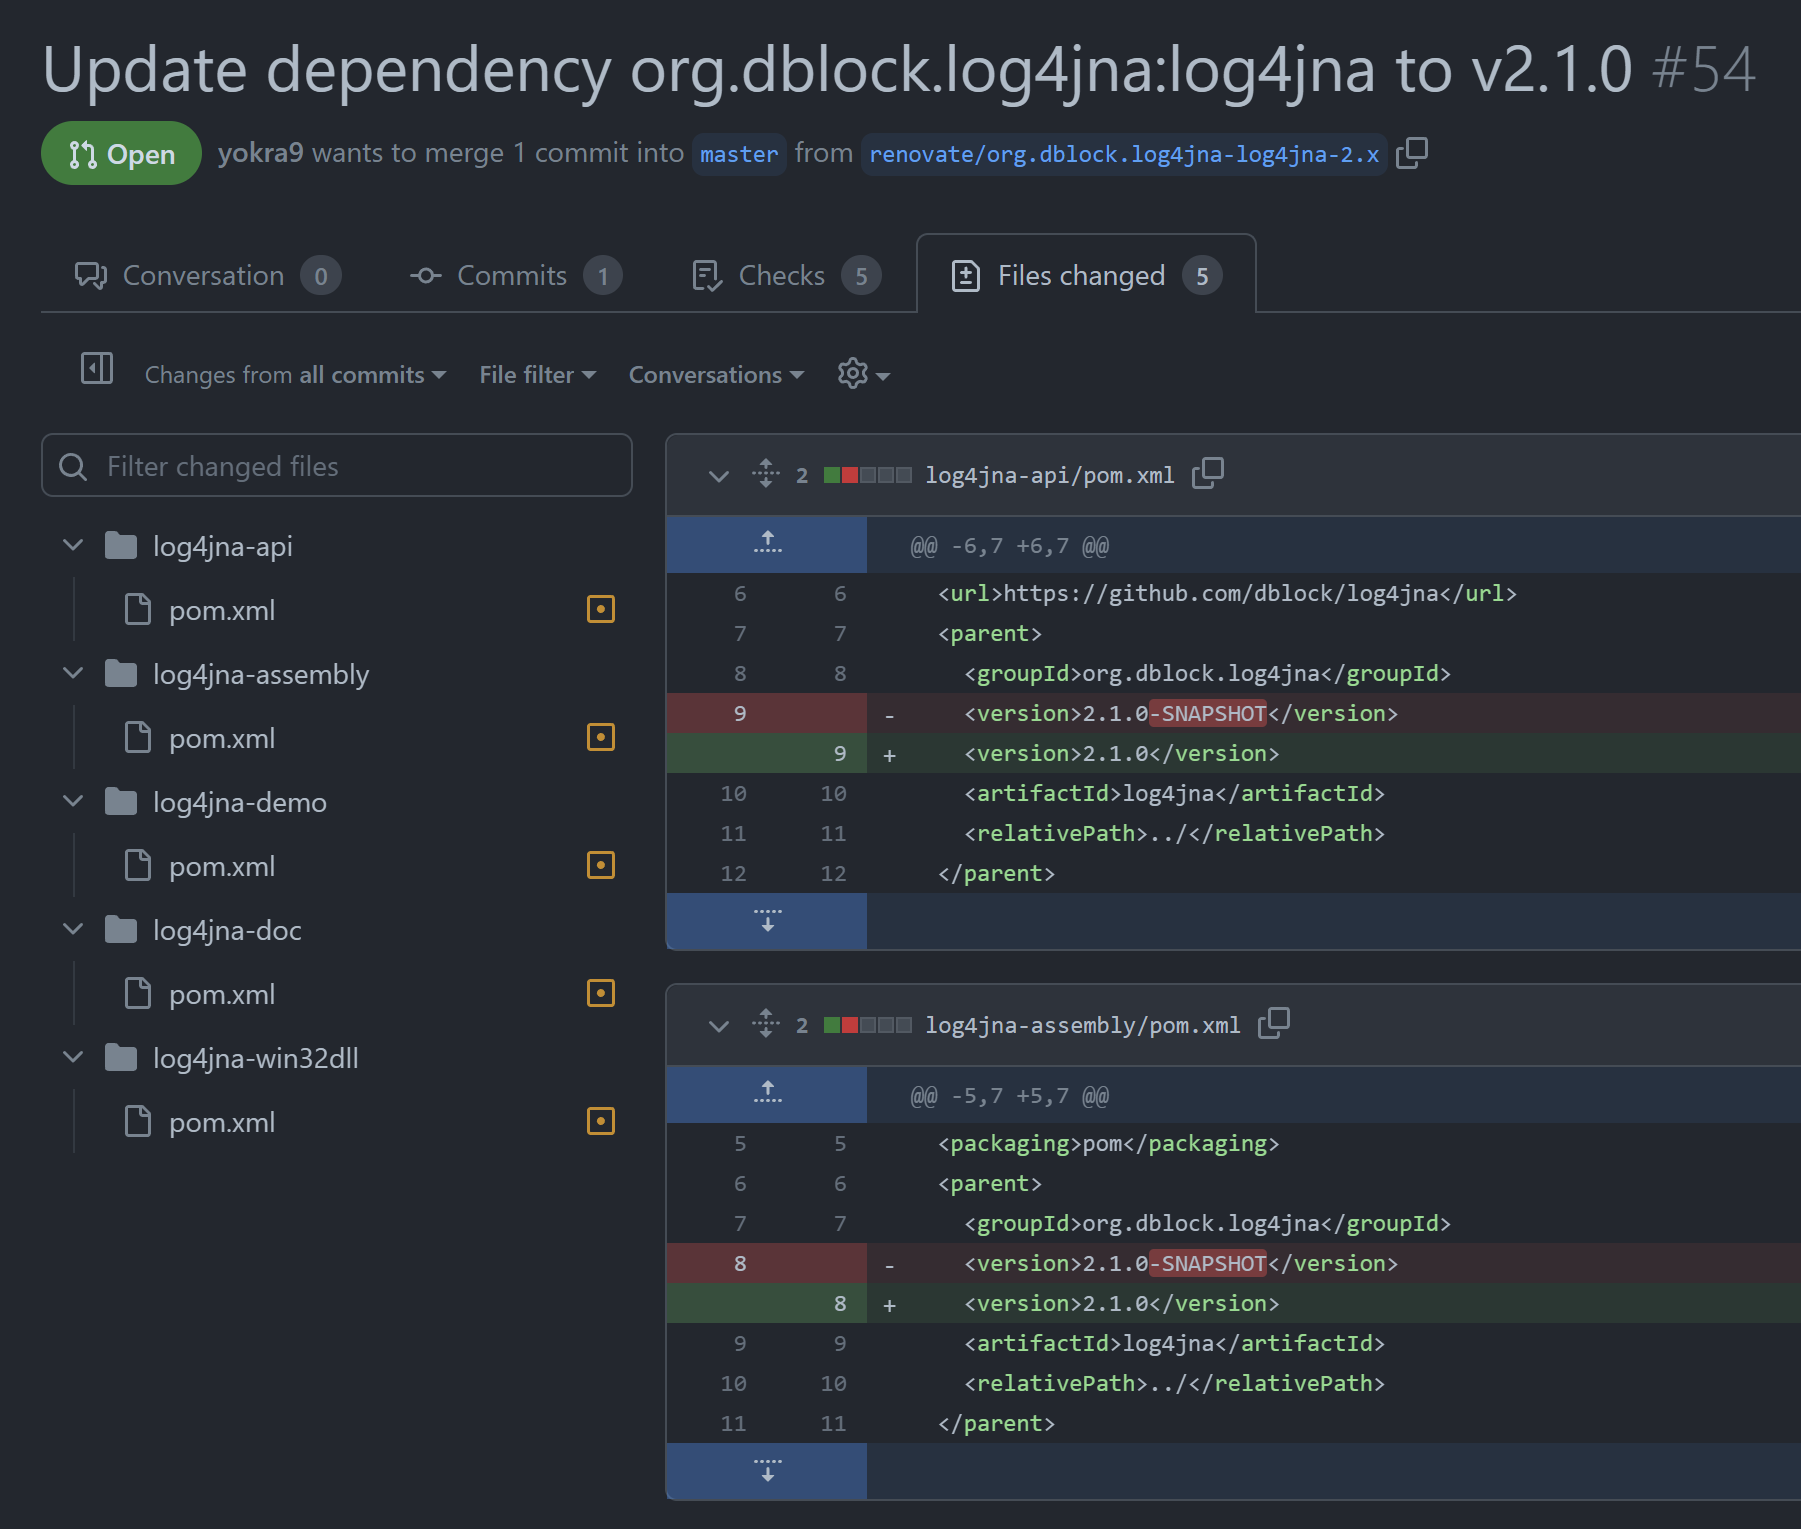 Update dependency org.dblock.log4jna:log4jna to v2.1.0 #54
Open yokra9 wants to merge 1 commit into master from renovate/org.dblock.log4jna-log4jna-2.x
Conversation 0 Commits 1 Checks 5 Files changed 5
Changes from all commits File filter Conversations
Filter changed files
log4jna-api
pom.xml
log4jna-assembly
pom.xml
log4jna-demo
pom.xml
log4jna-doc
pom.xml
log4jna-win32dll
pom.xml
2 log4jna-api/pom.xml
@@ -6,7 +6,7 @@
6 6 <url>https://github.com/dblock/log4jna</url>
7 7 <parent>
8 8 <groupId>org.dblock.log4jna</groupId>
9 - <version>2.1.0-SNAPSHOT</version>
9 + <version>2.1.0</version>
10 10 <artifactId>log4jna</artifactId>
11 11 <relativePath>../</relativePath>
12 12 </parent>
2 log4jna-assembly/pom.xml
@@ -5,7 +5,7 @@
5 5 <packaging>pom</packaging>
6 6 <parent>
7 7 <groupId>org.dblock.log4jna</groupId>
8 - <version>2.1.0-SNAPSHOT</version>
8 + <version>2.1.0</version>
9 9 <artifactId>log4jna</artifactId>
10 10 <relativePath>../</relativePath>
11 11 </parent>